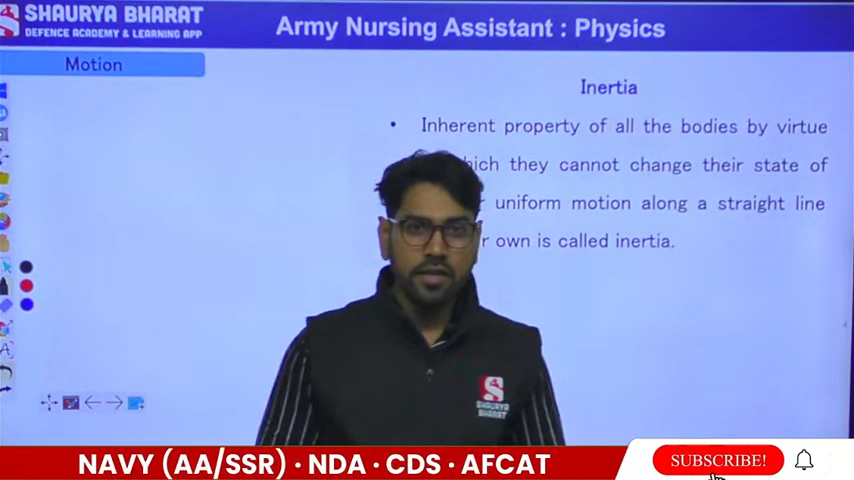 SHAURYA BHARAT
DEFENCE ACADEMY & LEARNING APP
Army Nursing Assistant : Physics
Motion
Inertia
• Inherent property of all the bodies by virtue
which they cannot change their state of
uniform motion along a straight line
own is called inertia.
SHAURYA
BHARAT
NAVY (AA/SSR) · NDA · CDS · AFCAT
SUBSCRIBE!